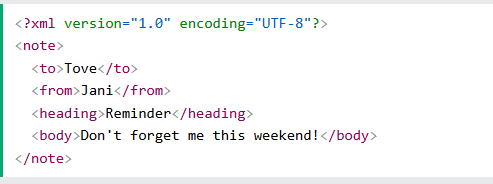 <?xml version="1.0" encoding="UTF-8"?>
<note>
  <to>Tove</to>
  <from>Jani</from>
  <heading>Reminder</heading>
  <body>Don't forget me this weekend!</body>
</note>